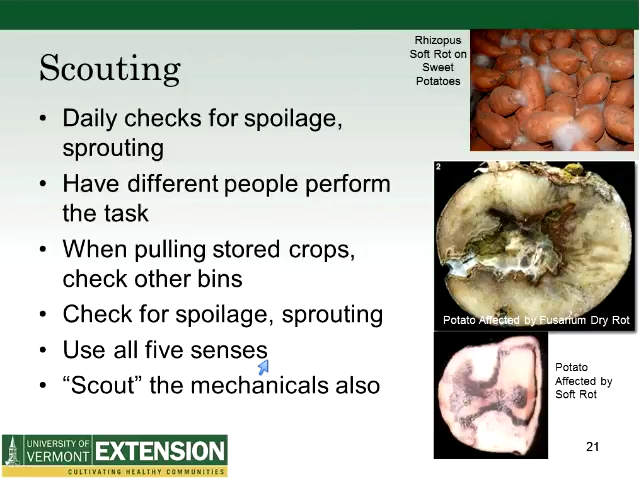 Scouting
• Daily checks for spoilage,
sprouting
• Have different people perform
the task
• When pulling stored crops,
check other bins
• Check for spoilage, sprouting
• Use all five senses
• “Scout” the mechanicals also
Rhizopus
Soft Rot on
Sweet
Potatoes
2
Potato Affected by Fusarium Dry Rot
Potato
Affected by
Soft Rot
21
UNIVERSITY OF
VERMONT
EXTENSION
CULTIVATING HEALTHY COMMUNITIES